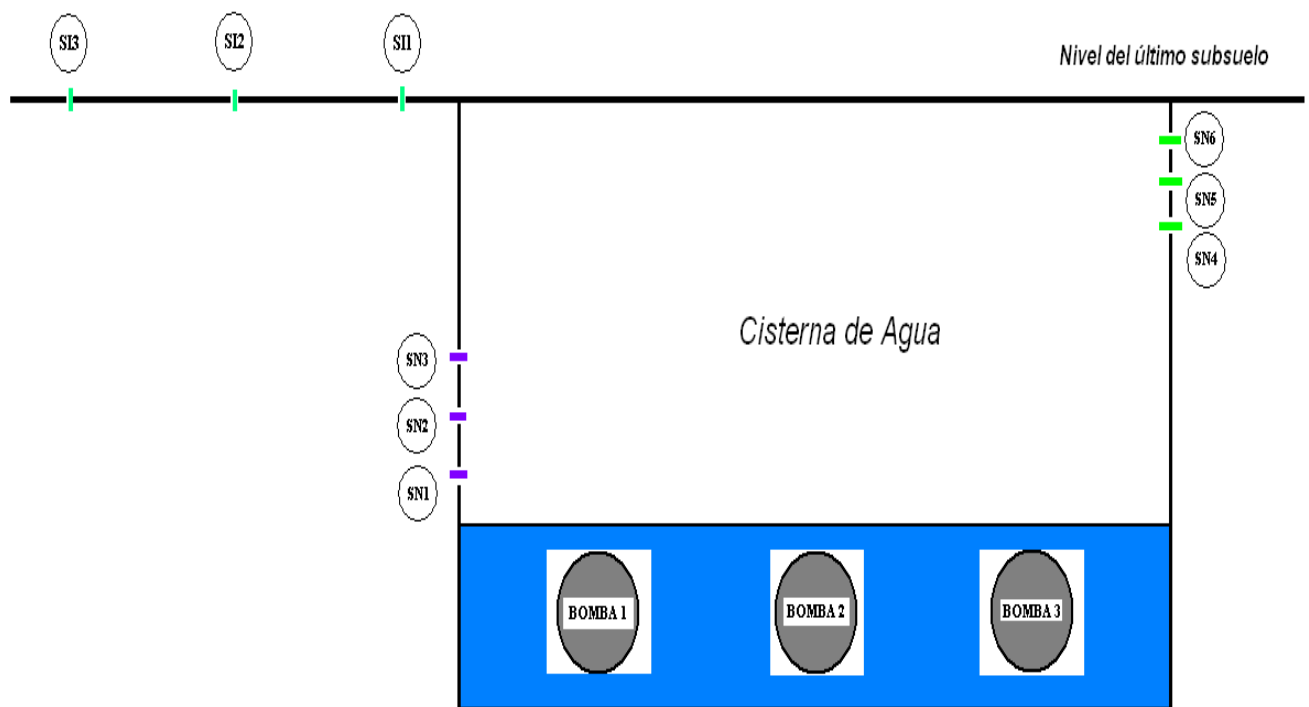 SI3
SI2
SI1
Nivel del último subsuelo
SN6
SN5
SN4
Cisterna de Agua
SN3
SN2
SN1
BOMBA 1
BOMBA 2
BOMBA 3